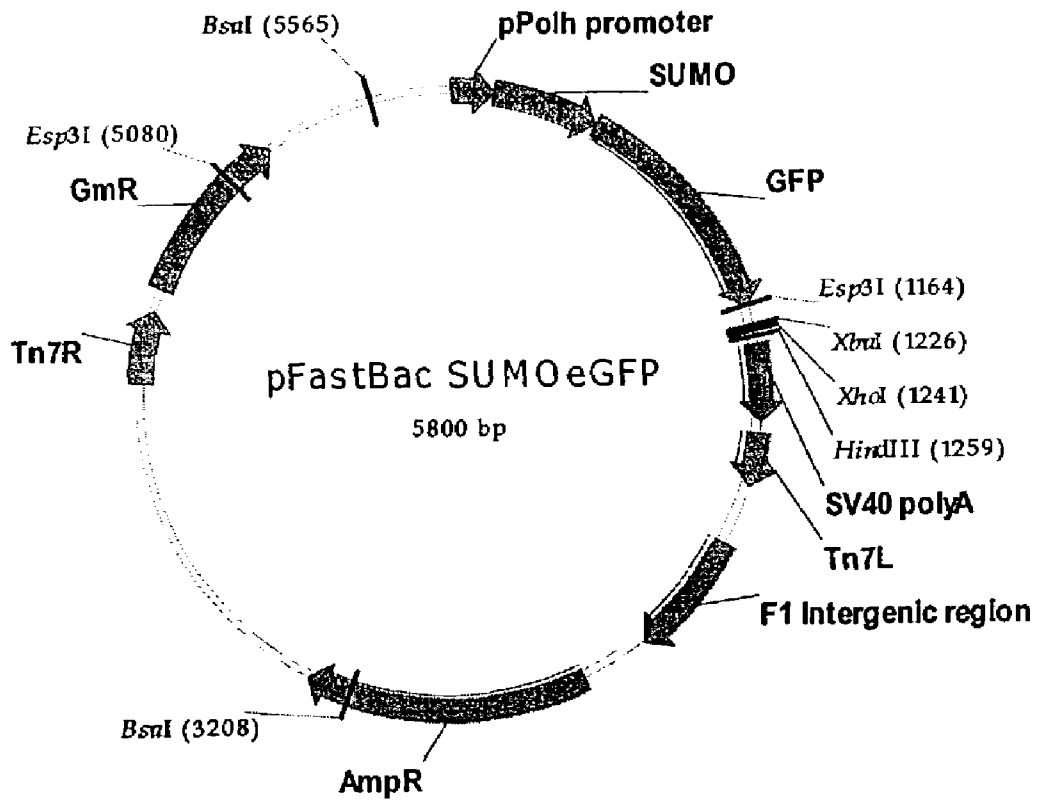 BsaI (5565)
pPolh promoter
SUMO
Esp3I (5080)
GmR
GFP
Esp3I (1164)
XbaI (1226)
Tn7R
pFastBac SUMOeGFP
5800 bp
XhoI (1241)
HindIII (1259)
SV40 polyA
Tn7L
F1 Intergenic region
BsaI (3208)
AmpR